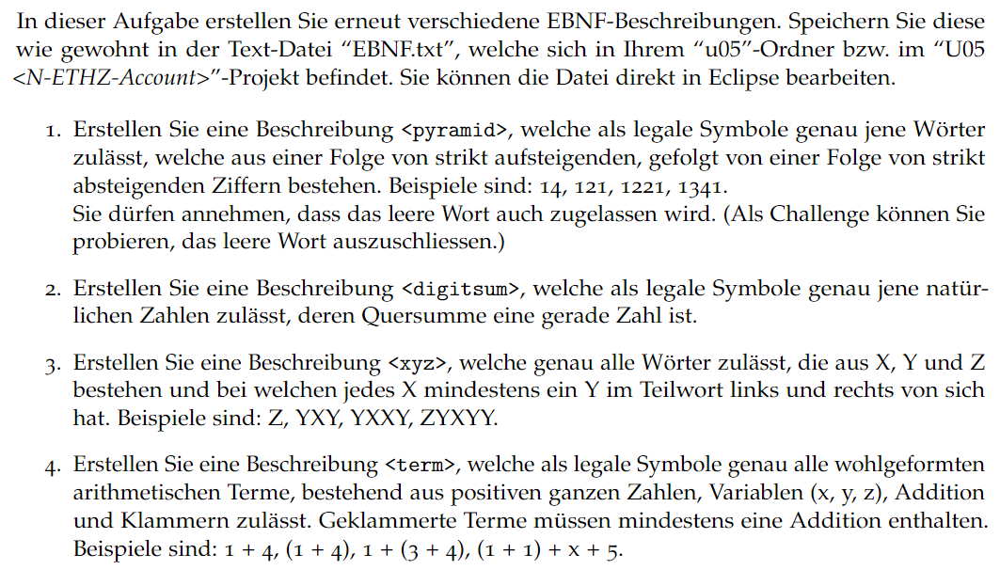 In dieser Aufgabe erstellen Sie erneut verschiedene EBNF-Beschreibungen. Speichern Sie diese
wie gewohnt in der Text-Datei “EBNF.txt”, welche sich in Ihrem “u05”-Ordner bzw. im “U05
<N-ETHZ-Account>”-Projekt befindet. Sie können die Datei direkt in Eclipse bearbeiten.
1. Erstellen Sie eine Beschreibung <pyramid>, welche als legale Symbole genau jene Wörter
zulässt, welche aus einer Folge von strikt aufsteigenden, gefolgt von einer Folge von strikt
absteigenden Ziffern bestehen. Beispiele sind: 14, 121, 1221, 1341.
Sie dürfen annehmen, dass das leere Wort auch zugelassen wird. (Als Challenge können Sie
probieren, das leere Wort auszuschliessen.)
2. Erstellen Sie eine Beschreibung <digitsum>, welche als legale Symbole genau jene natür-
lichen Zahlen zulässt, deren Quersumme eine gerade Zahl ist.
3. Erstellen Sie eine Beschreibung <xyz>, welche genau alle Wörter zulässt, die aus X, Y und Z
bestehen und bei welchen jedes X mindestens ein Y im Teilwort links und rechts von sich
hat. Beispiele sind: Z, YXY, YXXY, ZYXYY.
4. Erstellen Sie eine Beschreibung <term>, welche als legale Symbole genau alle wohlgeformten
arithmetischen Terme, bestehend aus positiven ganzen Zahlen, Variablen (x, y, z), Addition
und Klammern zulässt. Geklammerte Terme müssen mindestens eine Addition enthalten.
Beispiele sind: 1 + 4, (1 + 4), 1 + (3 + 4), (1 + 1) + x + 5.